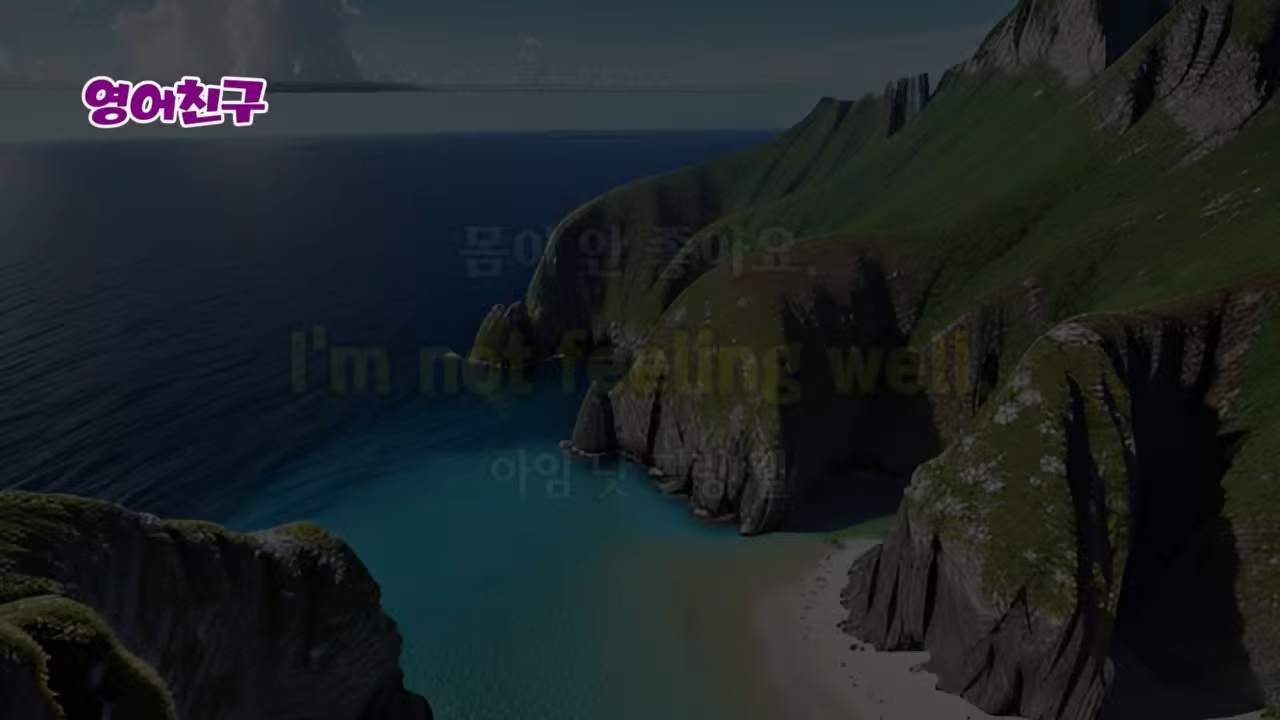 영어친구
몸이 안 좋아요.
I'm not feeling well.
아임 낫 필링 웰